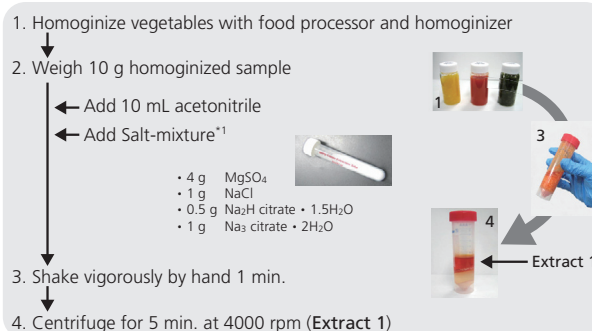 1. Homoginize vegetables with food processor and homoginizer
2. Weigh 10 g homoginized sample
Add 10 mL acetonitrile
Add Salt-mixture*1
• 4 g MgSO₄
• 1 g NaCl
• 0.5 g Na₂H citrate • 1.5H₂O
• 1 g Na₃ citrate • 2H₂O
3. Shake vigorously by hand 1 min.
4. Centrifuge for 5 min. at 4000 rpm (Extract 1)
1
3
4
Extract 1